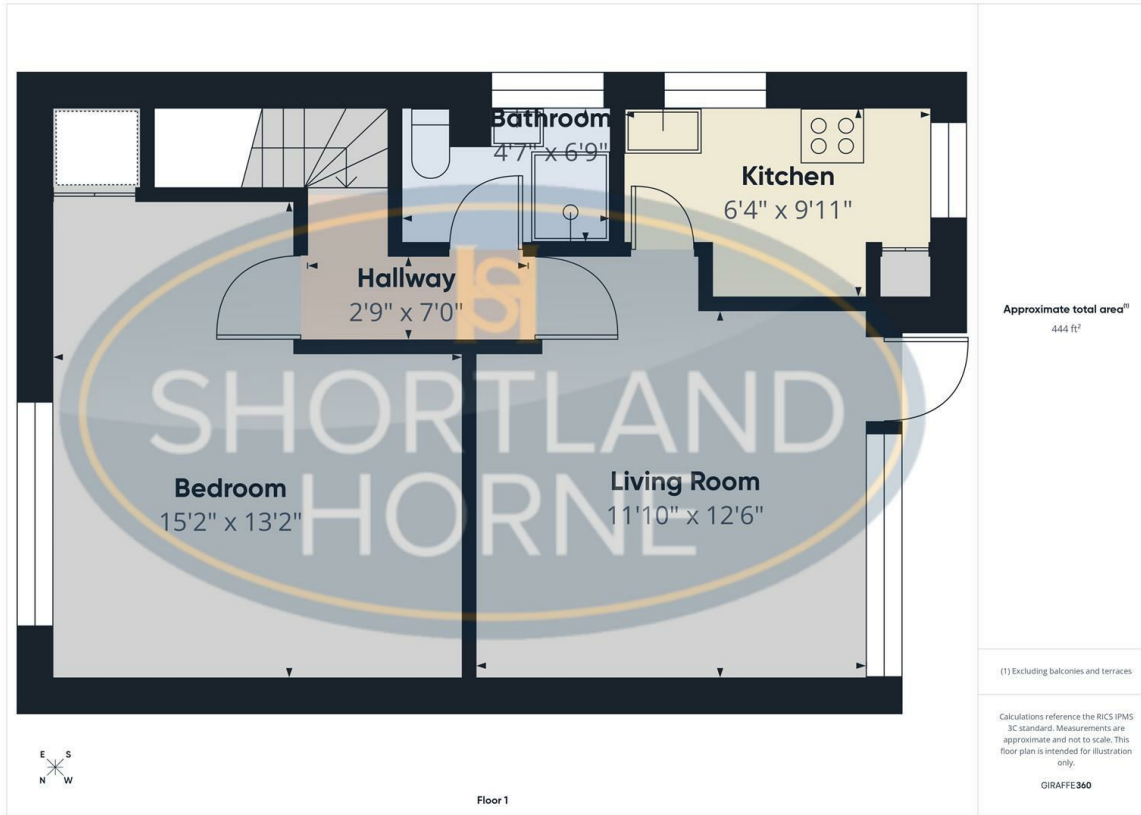 Bathroom
4'7" x 6'9"
Kitchen
6'4" x 9'11"
Hallway
2'9" x 7'0"
SHORTLAND
HORNE
Bedroom
15'2" x 13'2"
Living Room
11'10" x 12'6"
E S
N W
Floor 1
Approximate total area⁽¹⁾
444 ft²
(1) Excluding balconies and terraces
Calculations reference the RICS IPMS
3C standard. Measurements are
approximate and not to scale. This
floor plan is intended for illustration
only.
GIRAFFE360